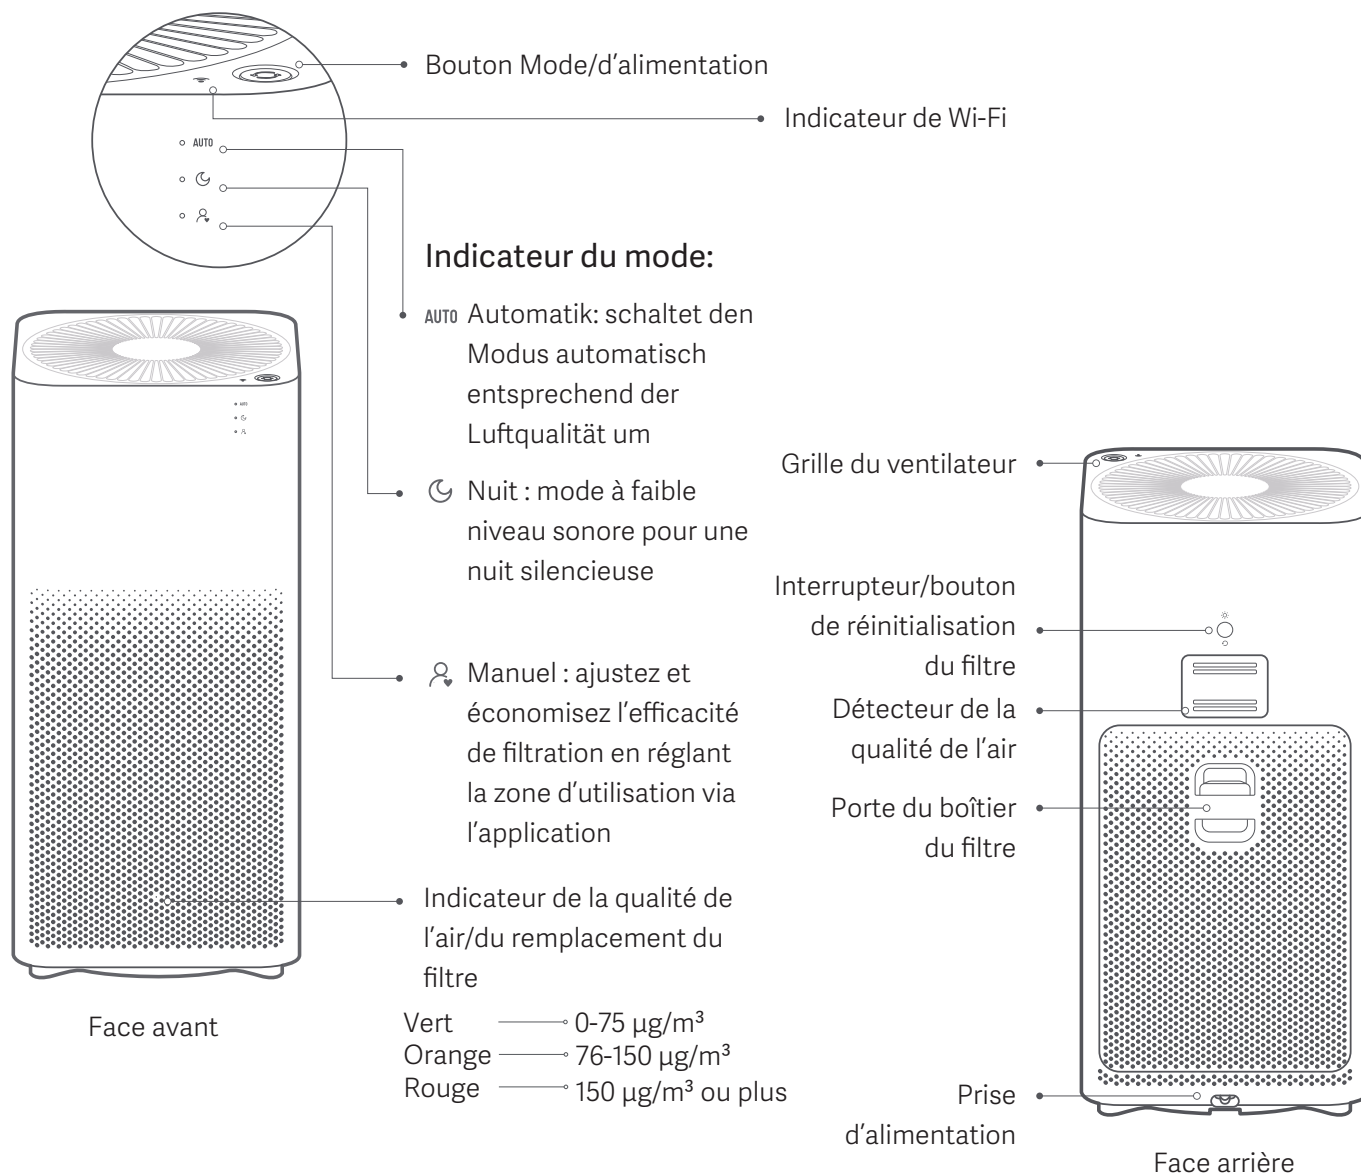 Bouton Mode/d'alimentation
Indicateur de Wi-Fi
AUTO
Indicateur du mode:
AUTO Automatik: schaltet den
Modus automatisch
entsprechend der
Luftqualität um
Nuit : mode à faible
niveau sonore pour une
nuit silencieuse
Manuel : ajustez et
économisez l'efficacité
de filtration en réglant
la zone d'utilisation via
l'application
Indicateur de la qualité de
l'air/du remplacement du
filtre
Vert 0-75 µg/m³
Orange 76-150 µg/m³
Rouge 150 µg/m³ ou plus
AUTO
Face avant
Grille du ventilateur
Interrupteur/bouton
de réinitialisation
du filtre
Détecteur de la
qualité de l'air
Porte du boîtier
du filtre
Prise
d'alimentation
Face arrière